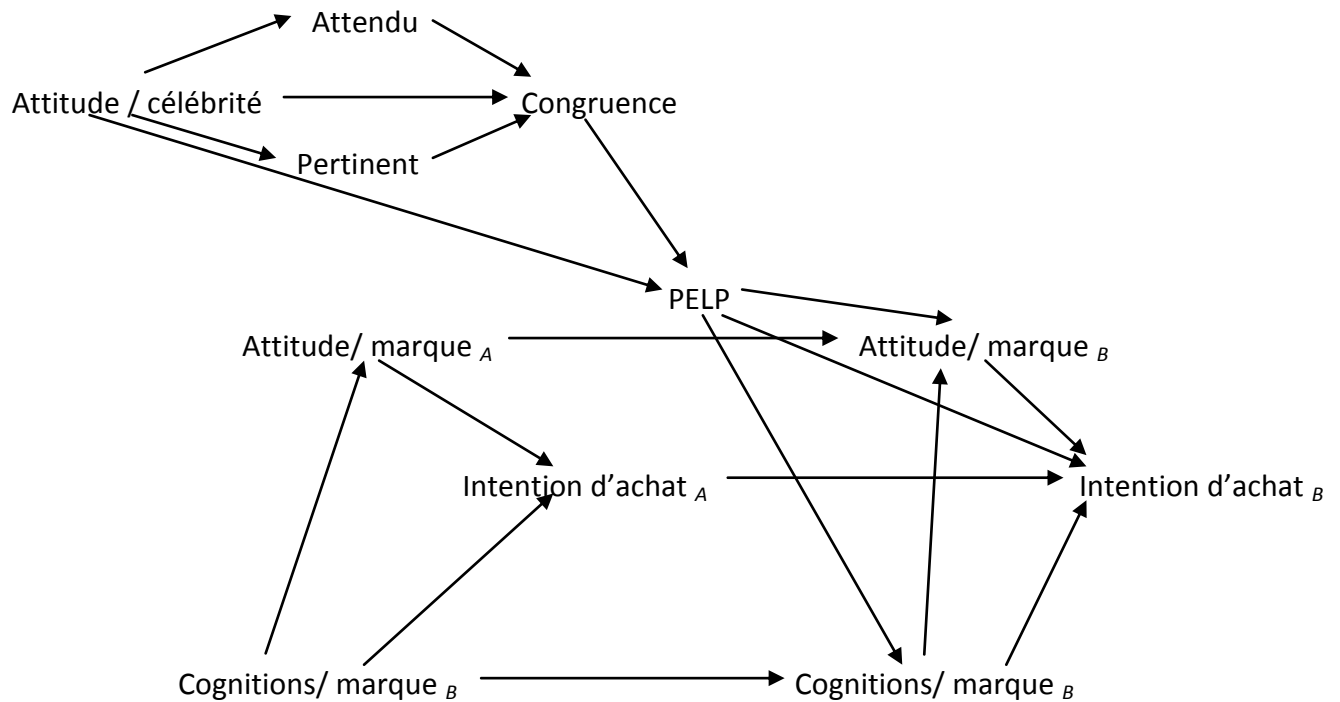 Attendu
Attitude / célébrité
Congruence
Pertinent
PELP
Attitude/ marque A
Attitude/ marque B
Intention d’achat A
Intention d’achat B
Cognitions/ marque B
Cognitions/ marque B